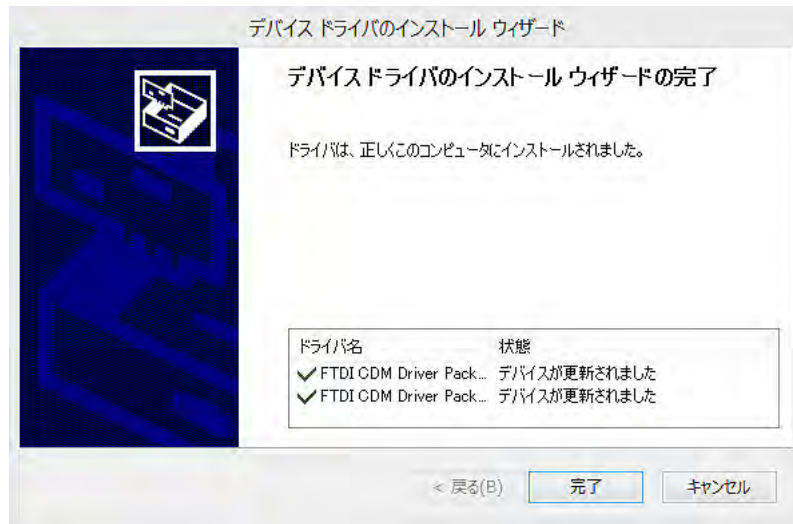 デバイス ドライバのインストール ウィザード
デバイス ドライバのインストール ウィザードの完了
ドライバは、正しくこのコンピュータにインストールされました。
ドライバ名 状態
FTDI CDM Driver Pack... デバイスが更新されました
FTDI CDM Driver Pack... デバイスが更新されました
< 戻る(B) 完了 キャンセル